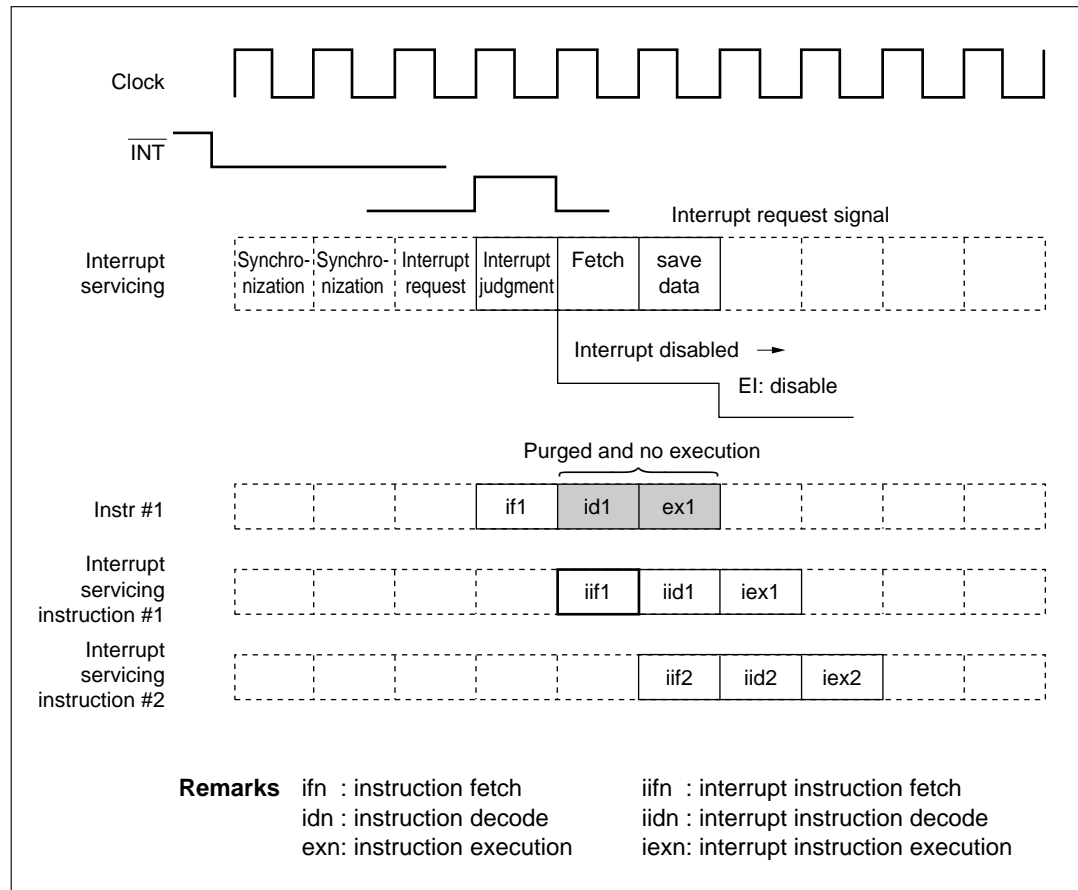 Clock
INT
Interrupt request signal
Interrupt
servicing
Synchro-
nization
Synchro-
nization
Interrupt
request
Interrupt
judgment
Fetch
save
data
Interrupt disabled →
EI: disable
Purged and no execution
Instr #1
if1
id1
ex1
Interrupt
servicing
instruction #1
iif1
iid1
iex1
Interrupt
servicing
instruction #2
iif2
iid2
iex2
Remarks ifn : instruction fetch
idn : instruction decode
exn: instruction execution
iifn : interrupt instruction fetch
iidn : interrupt instruction decode
iexn: interrupt instruction execution